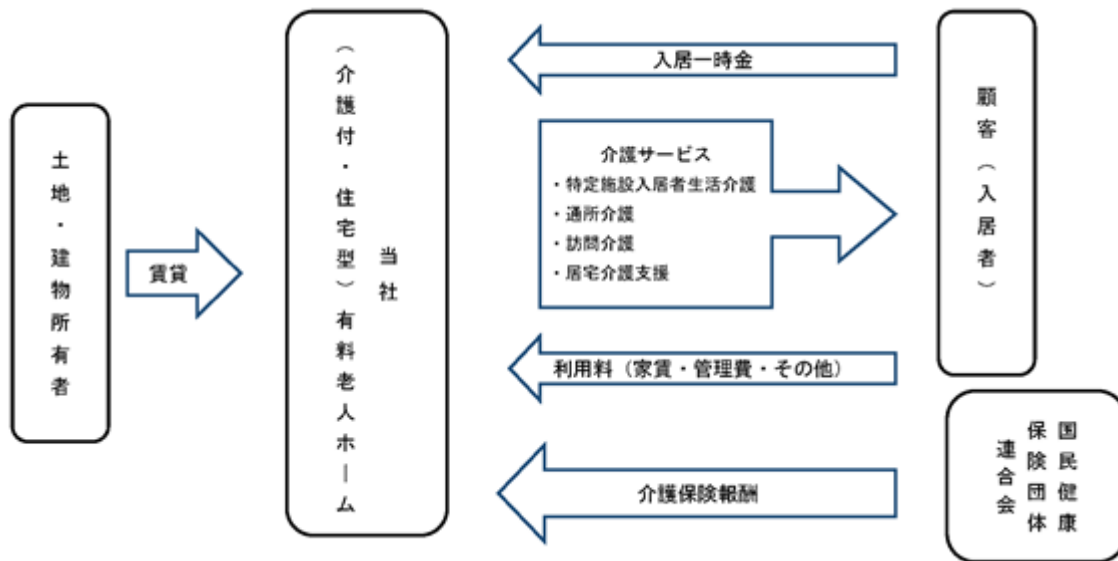 土地・建物所有者
賃貸
当社
（介護付・住宅型）有料老人ホーム
入居一時金
介護サービス
・特定施設入居者生活介護
・通所介護
・訪問介護
・居宅介護支援
利用料（家賃・管理費・その他）
介護保険報酬
顧客（入居者）
国民健康
保険団体
連合会